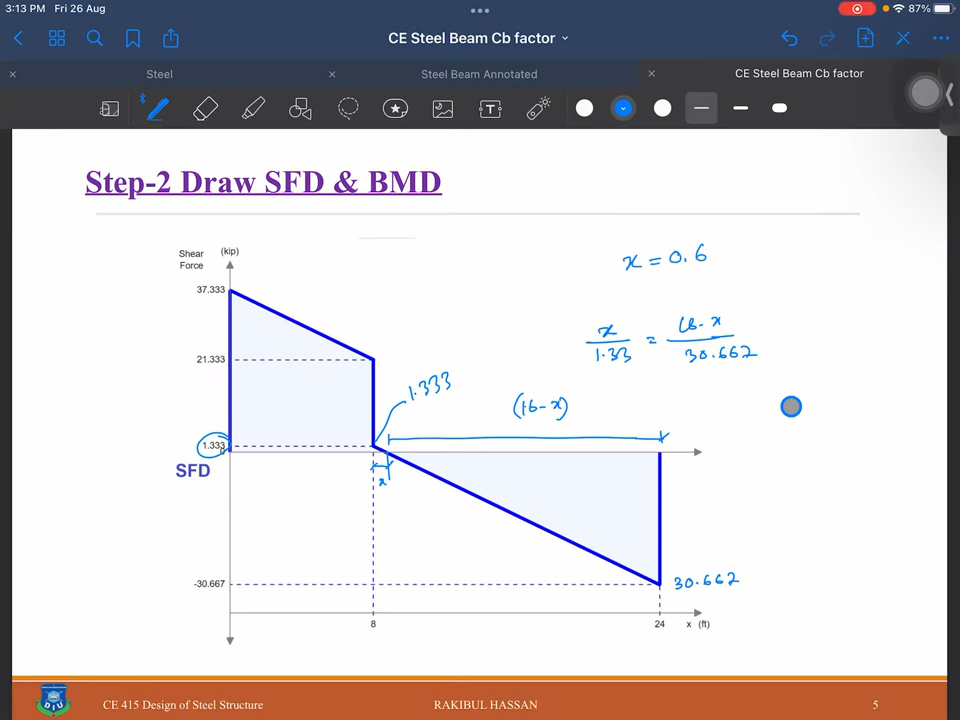 3:13 PM Fri 26 Aug
87%
CE Steel Beam Cb factor
Steel
Steel Beam Annotated
CE Steel Beam Cb factor
Step-2 Draw SFD & BMD
Shear Force (kip)
37.333
21.333
1.333
0
SFD
-30.667
8
24
x (ft)
x = 0.6
x/1.33 = 16-x/30.662
1.333
(16-x)
x
30.662
DIU
CE 415 Design of Steel Structure
RAKIBUL HASSAN
5